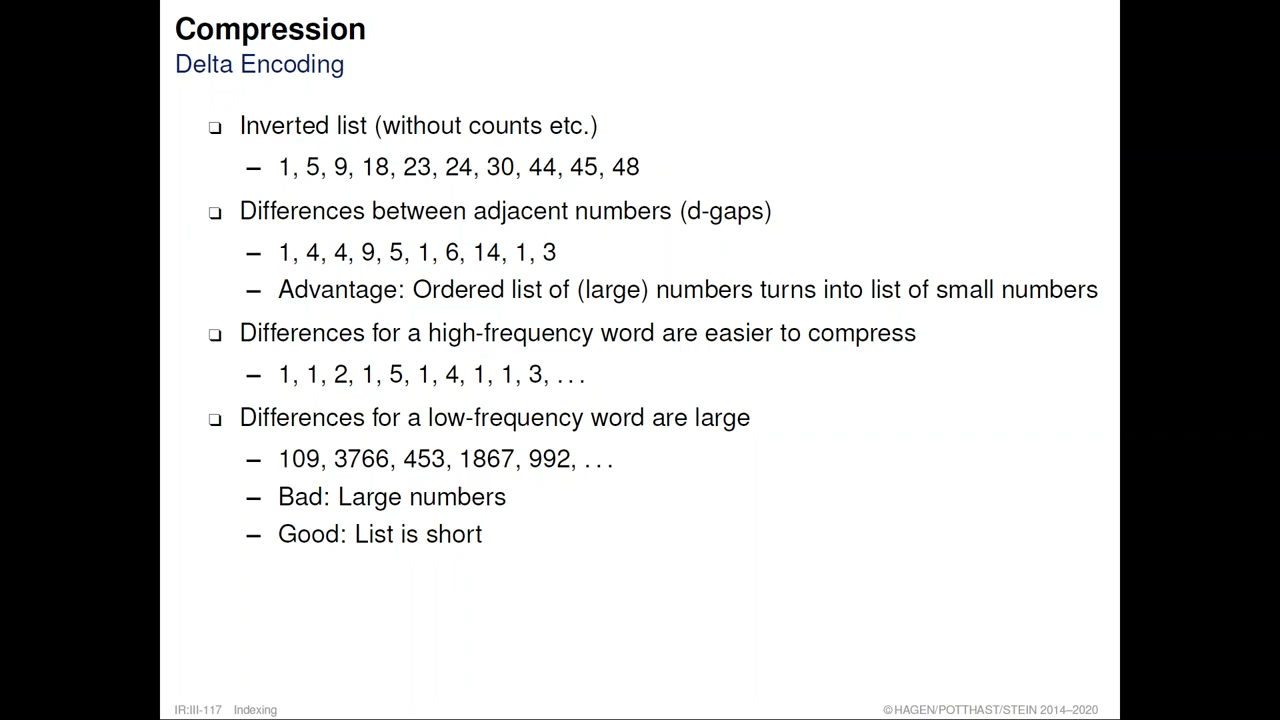 Compression
Delta Encoding
❑ Inverted list (without counts etc.)
– 1, 5, 9, 18, 23, 24, 30, 44, 45, 48
❑ Differences between adjacent numbers (d-gaps)
– 1, 4, 4, 9, 5, 1, 6, 14, 1, 3
– Advantage: Ordered list of (large) numbers turns into list of small numbers
❑ Differences for a high-frequency word are easier to compress
– 1, 1, 2, 1, 5, 1, 4, 1, 1, 3, . . .
❑ Differences for a low-frequency word are large
– 109, 3766, 453, 1867, 992, . . .
– Bad: Large numbers
– Good: List is short
IR:III-117 Indexing © HAGEN/POTTHAST/STEIN 2014–2020